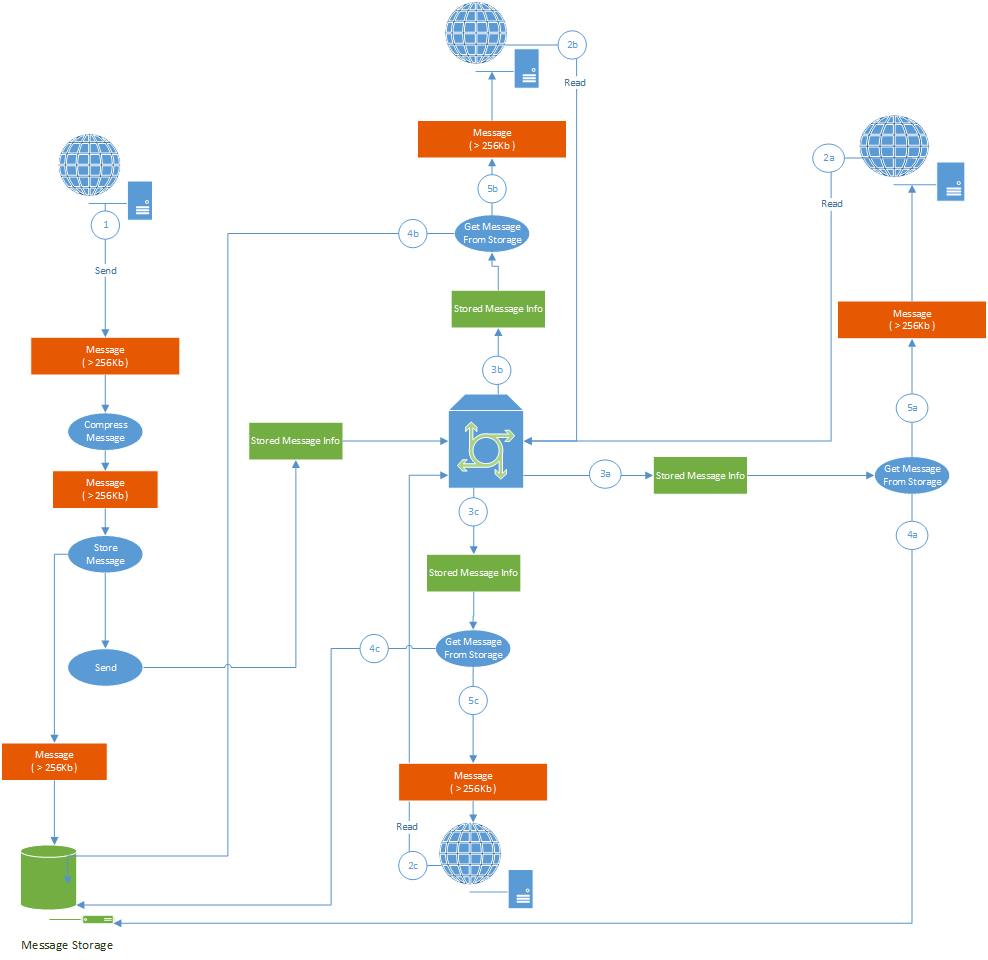 2b
Read
Message
( > 256Kb )
2a
5b
Read
1
4b
Get Message
From Storage
Send
Stored Message Info
Message
( > 256Kb )
Message
( > 256Kb )
3b
5a
Compress
Message
Stored Message Info
Get Message
From Storage
3a
Stored Message Info
Message
( > 256Kb )
3c
4a
Store
Message
Stored Message Info
4c
Get Message
From Storage
Send
5c
Message
( > 256Kb )
Message
( > 256Kb )
Read
2c
Message Storage